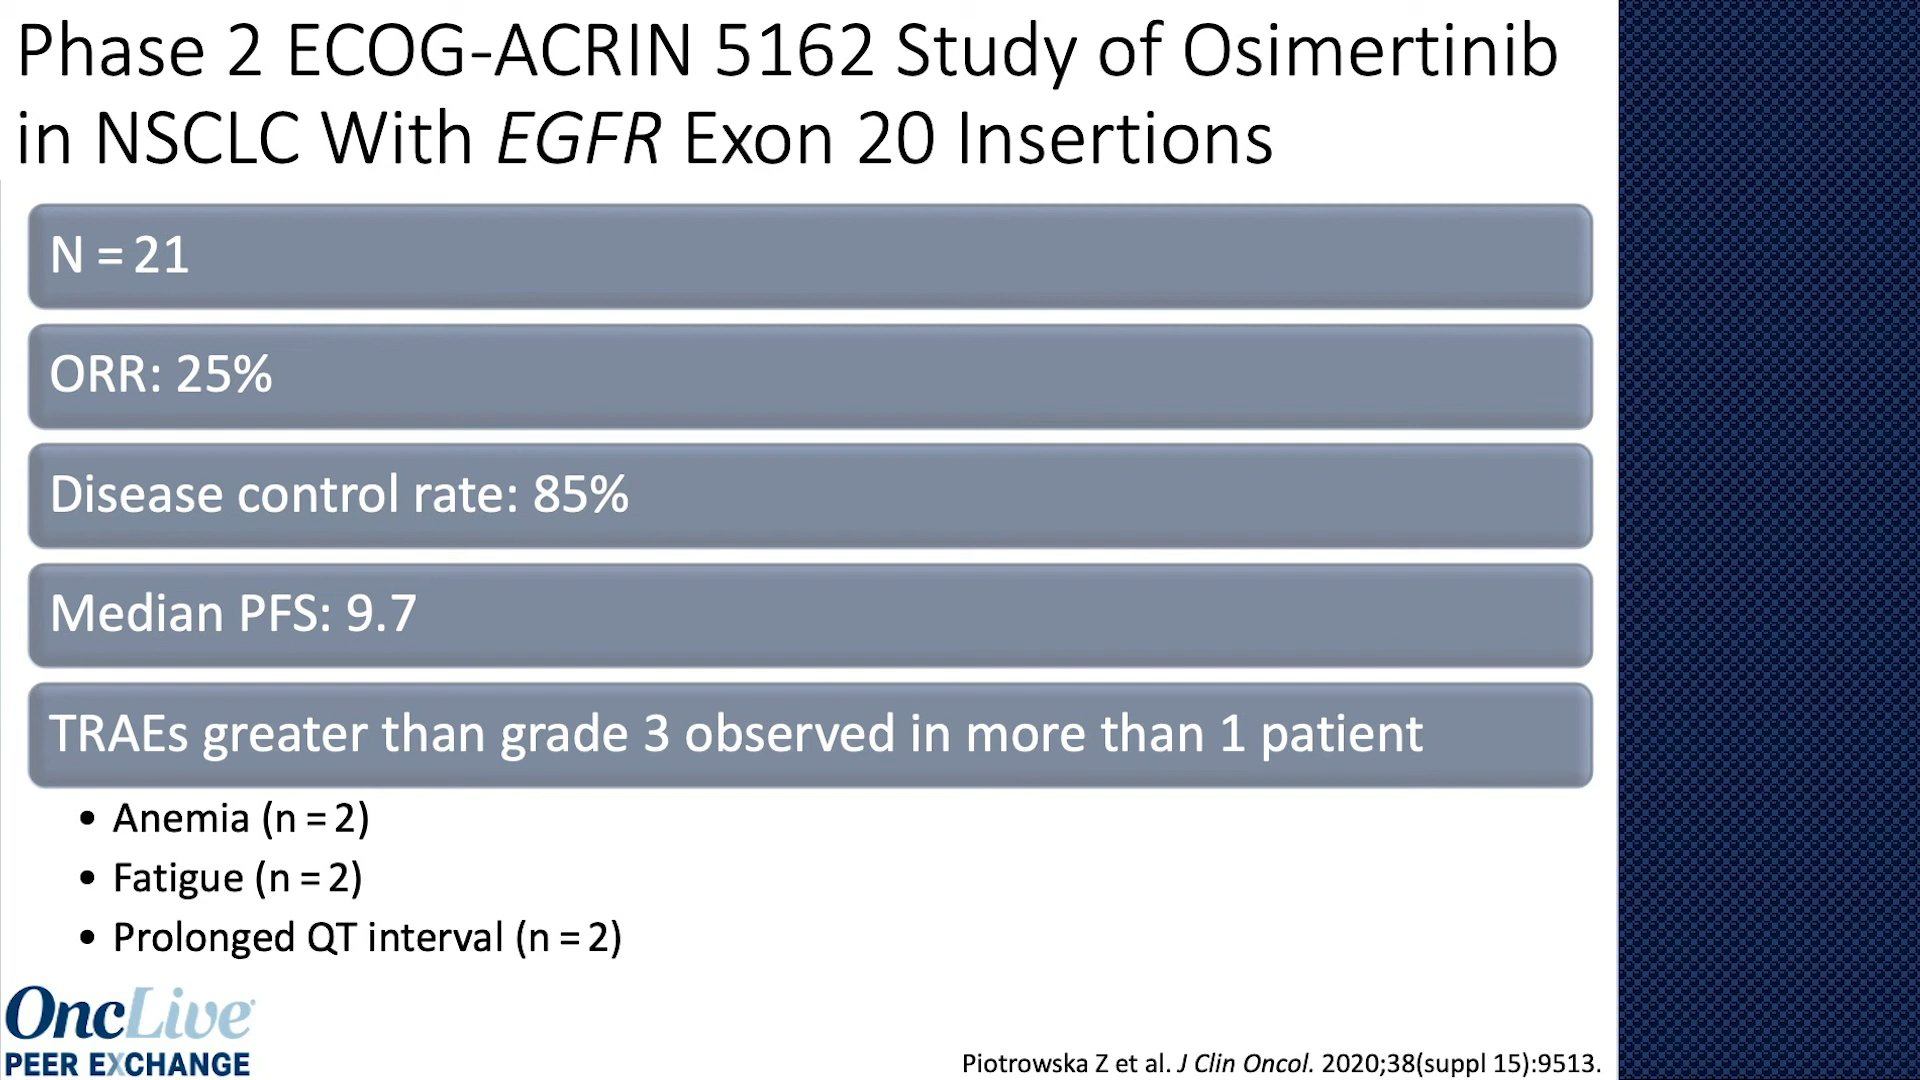 Phase 2 ECOG-ACRIN 5162 Study of Osimertinib
in NSCLC With EGFR Exon 20 Insertions
N = 21
ORR: 25%
Disease control rate: 85%
Median PFS: 9.7
TRAEs greater than grade 3 observed in more than 1 patient
• Anemia (n = 2)
• Fatigue (n = 2)
• Prolonged QT interval (n = 2)
OncLive
PEER EXCHANGE
Piotrowska Z et al. J Clin Oncol. 2020;38(suppl 15):9513.